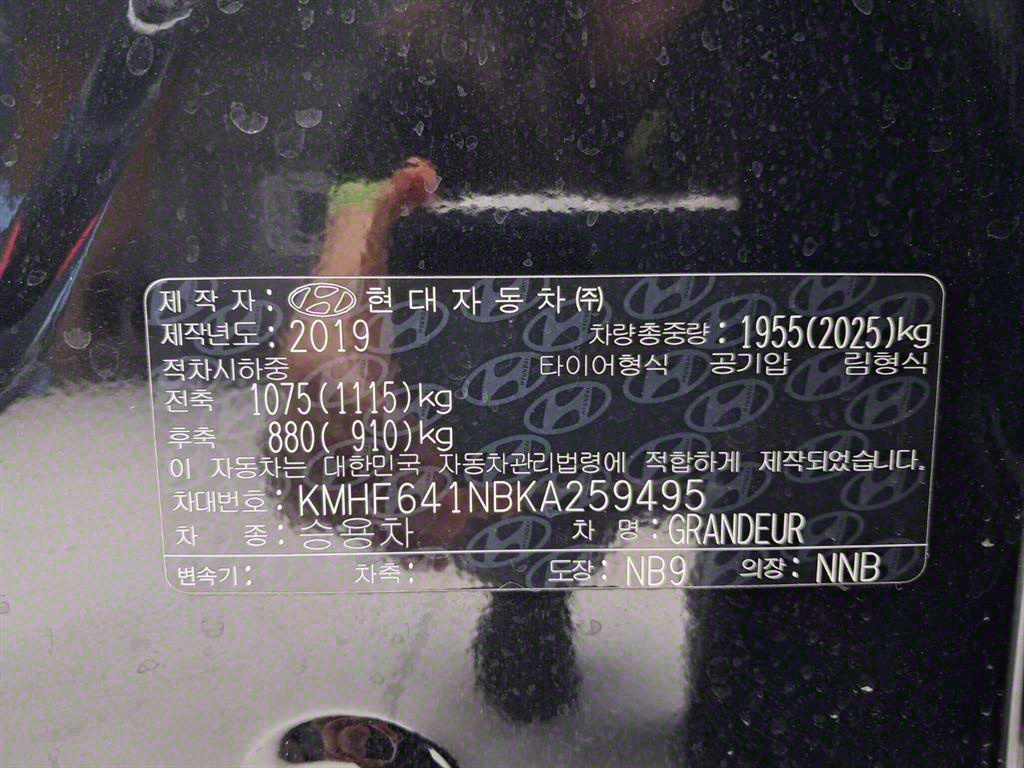 제 작 자 : 현 대 자 동 차 ㈜
제작년도 : 2019 차량총중량 : 1955(2025)kg
적차시하중 타이어형식 공기압 림형식
전축 1075(1115)kg
후축 880( 910)kg
이 자동차는 대한민국 자동차관리법령에 적합하게 제작되었습니다.
차대번호 : KMHF641NBKA259495
차 종 : 승용차 차 명 : GRANDEUR
변속기 : 차축 : 도장 : NB9 의장 : NNB